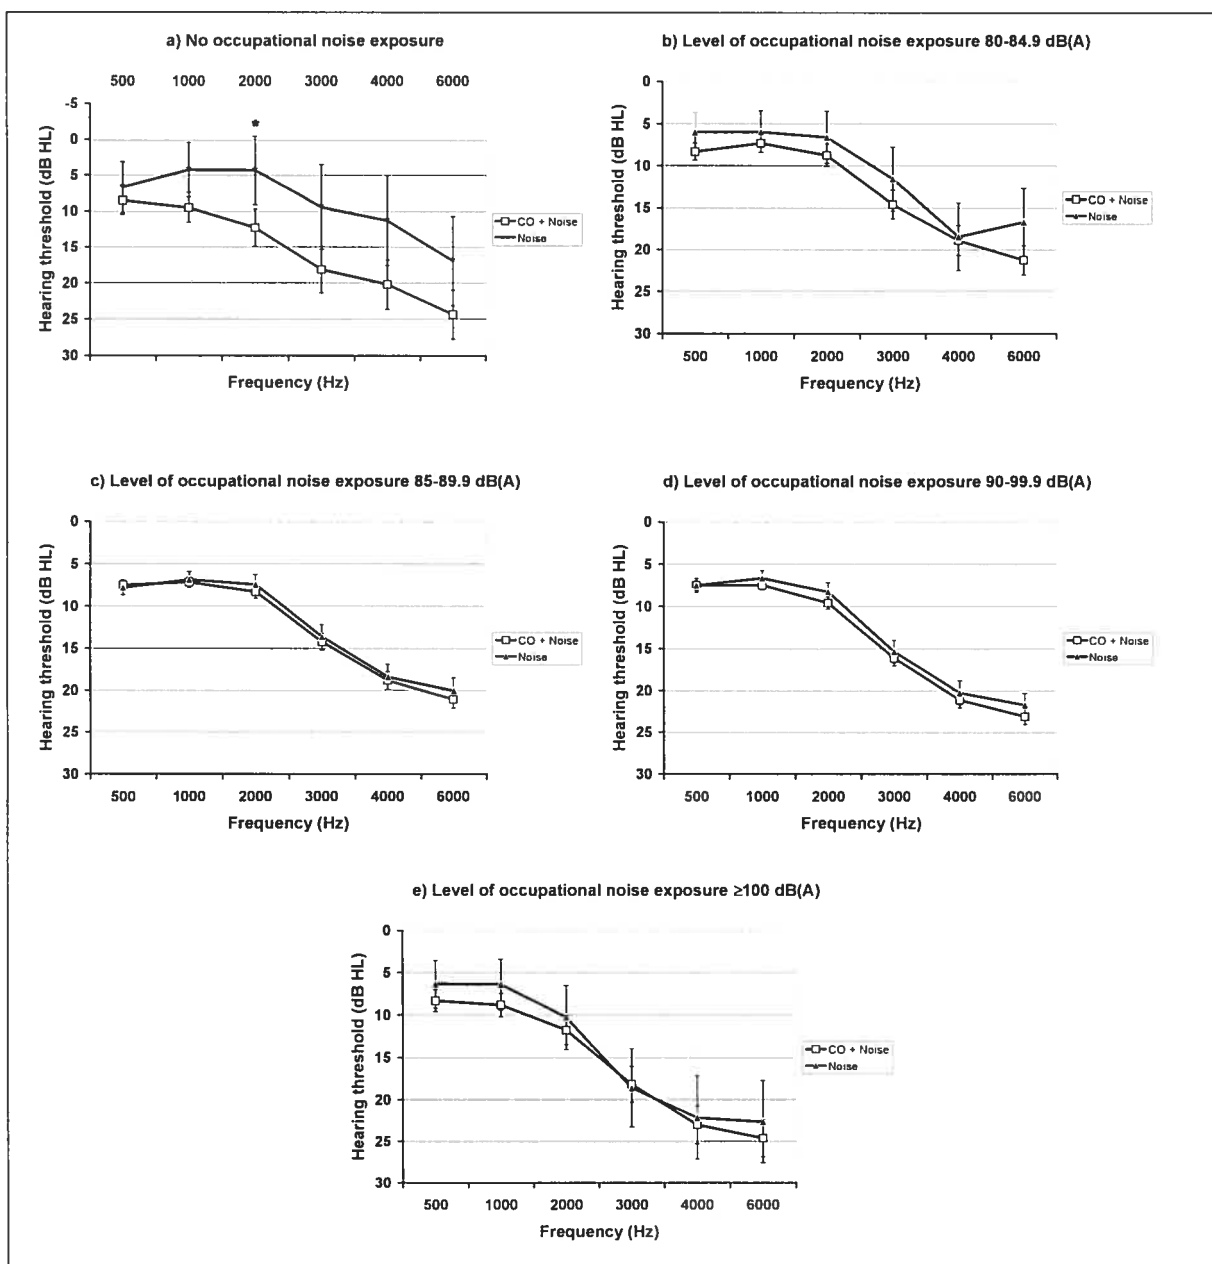 a) No occupational noise exposure
500 1000 2000 3000 4000 6000
*
-5
0
5
10
15
20
25
30
Hearing threshold (dB HL)
Frequency (Hz)
CO + Noise
Noise
b) Level of occupational noise exposure 80-84.9 dB(A)
0
5
10
15
20
25
30
Hearing threshold (dB HL)
500 1000 2000 3000 4000 6000
Frequency (Hz)
CO + Noise
Noise
c) Level of occupational noise exposure 85-89.9 dB(A)
0
5
10
15
20
25
30
Hearing threshold (dB HL)
500 1000 2000 3000 4000 6000
Frequency (Hz)
CO + Noise
Noise
d) Level of occupational noise exposure 90-99.9 dB(A)
0
5
10
15
20
25
30
Hearing threshold (dB HL)
500 1000 2000 3000 4000 6000
Frequency (Hz)
CO + Noise
Noise
e) Level of occupational noise exposure ≥100 dB(A)
0
5
10
15
20
25
30
Hearing threshold (dB HL)
500 1000 2000 3000 4000 6000
Frequency (Hz)
CO + Noise
Noise